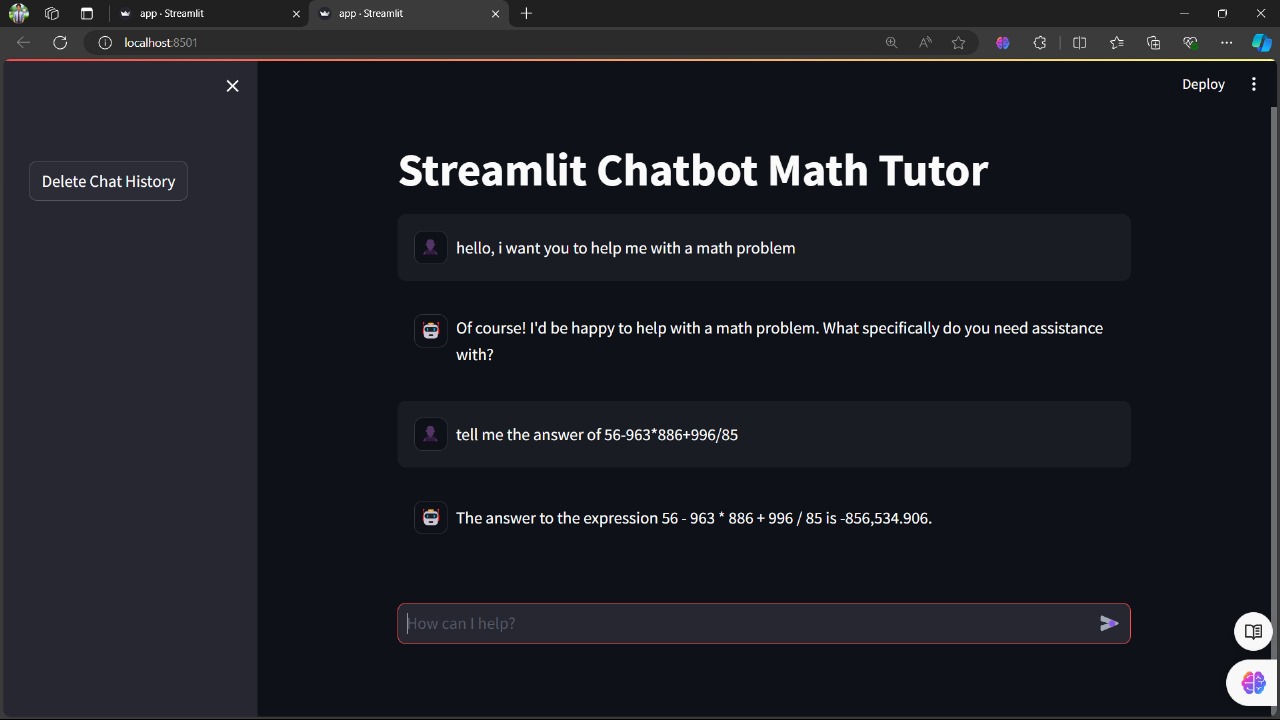 app · Streamlit
app · Streamlit
localhost:8501
Deploy
Delete Chat History
Streamlit Chatbot Math Tutor
hello, i want you to help me with a math problem
Of course! I'd be happy to help with a math problem. What specifically do you need assistance
with?
tell me the answer of 56-963*886+996/85
The answer to the expression 56 - 963 * 886 + 996 / 85 is -856,534.906.
How can I help?